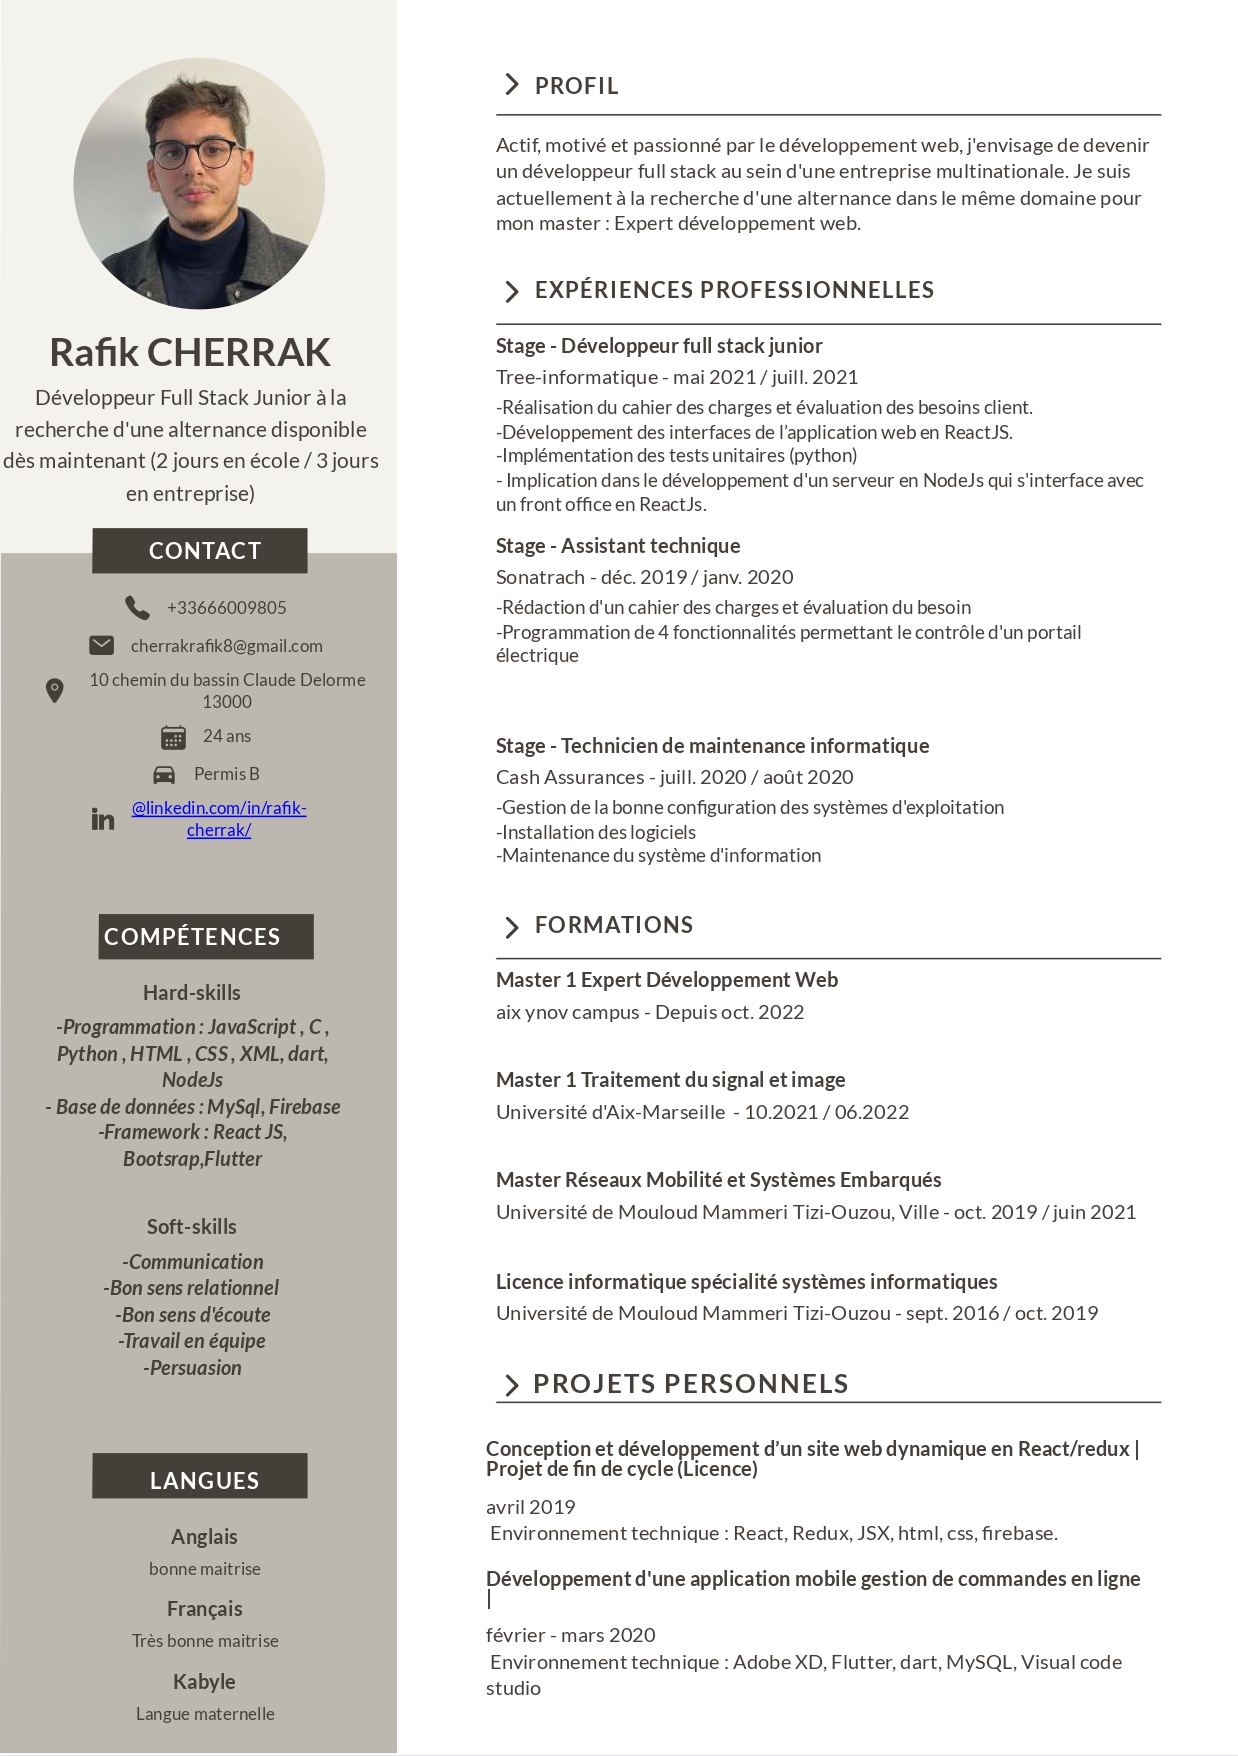 Rafik CHERRAK
Développeur Full Stack Junior à la
recherche d'une alternance disponible
dès maintenant (2 jours en école / 3 jours
en entreprise)
CONTACT
+33666009805
cherrakrafik8@gmail.com
10 chemin du bassin Claude Delorme
13000
24 ans
Permis B
@linkedin.com/in/rafik-
cherrak/
COMPÉTENCES
Hard-skills
-Programmation : JavaScript , C ,
Python , HTML , CSS , XML, dart,
NodeJs
- Base de données : MySql, Firebase
-Framework : React JS,
Bootsrap,Flutter
Soft-skills
-Communication
-Bon sens relationnel
-Bon sens d'écoute
-Travail en équipe
-Persuasion
LANGUES
Anglais
bonne maitrise
Français
Très bonne maitrise
Kabyle
Langue maternelle
PROFIL
Actif, motivé et passionné par le développement web, j'envisage de devenir
un développeur full stack au sein d'une entreprise multinationale. Je suis
actuellement à la recherche d'une alternance dans le même domaine pour
mon master : Expert développement web.
EXPÉRIENCES PROFESSIONNELLES
Stage - Développeur full stack junior
Tree-informatique - mai 2021 / juill. 2021
-Réalisation du cahier des charges et évaluation des besoins client.
-Développement des interfaces de l’application web en ReactJS.
-Implémentation des tests unitaires (python)
- Implication dans le développement d'un serveur en NodeJs qui s'interface avec
un front office en ReactJs.
Stage - Assistant technique
Sonatrach - déc. 2019 / janv. 2020
-Rédaction d'un cahier des charges et évaluation du besoin
-Programmation de 4 fonctionnalités permettant le contrôle d'un portail
électrique
Stage - Technicien de maintenance informatique
Cash Assurances - juill. 2020 / août 2020
-Gestion de la bonne configuration des systèmes d'exploitation
-Installation des logiciels
-Maintenance du système d'information
FORMATIONS
Master 1 Expert Développement Web
aix ynov campus - Depuis oct. 2022
Master 1 Traitement du signal et image
Université d'Aix-Marseille - 10.2021 / 06.2022
Master Réseaux Mobilité et Systèmes Embarqués
Université de Mouloud Mammeri Tizi-Ouzou, Ville - oct. 2019 / juin 2021
Licence informatique spécialité systèmes informatiques
Université de Mouloud Mammeri Tizi-Ouzou - sept. 2016 / oct. 2019
PROJETS PERSONNELS
Conception et développement d’un site web dynamique en React/redux |
Projet de fin de cycle (Licence)
avril 2019
Environnement technique : React, Redux, JSX, html, css, firebase.
Développement d'une application mobile gestion de commandes en ligne
|
février - mars 2020
Environnement technique : Adobe XD, Flutter, dart, MySQL, Visual code
studio